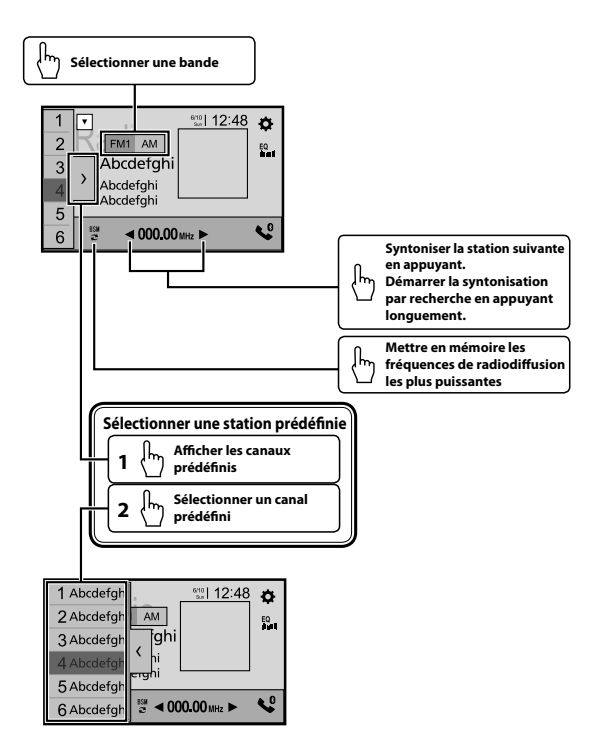 Sélectionner une bande
1
2
3
4
5
6
▼
6/10
Sun
12:48
FM1 AM
EQ
Abcdefghi
Abcdefghi
Abcdefghi
>
BSM
◄ 000.00 MHz ►
Syntoniser la station suivante
en appuyant.
Démarrer la syntonisation
par recherche en appuyant
longuement.
Mettre en mémoire les
fréquences de radiodiffusion
les plus puissantes
Sélectionner une station prédéfinie
1 Afficher les canaux
prédéfinis
2 Sélectionner un canal
prédéfini
1 Abcdefgh
2 Abcdefgh
3 Abcdefgh
4 Abcdefgh
5 Abcdefgh
6 Abcdefgh
6/10
Sun
12:48
AM
EQ
fghi
hi
efghi
<
BSM
◄ 000.00 MHz ►